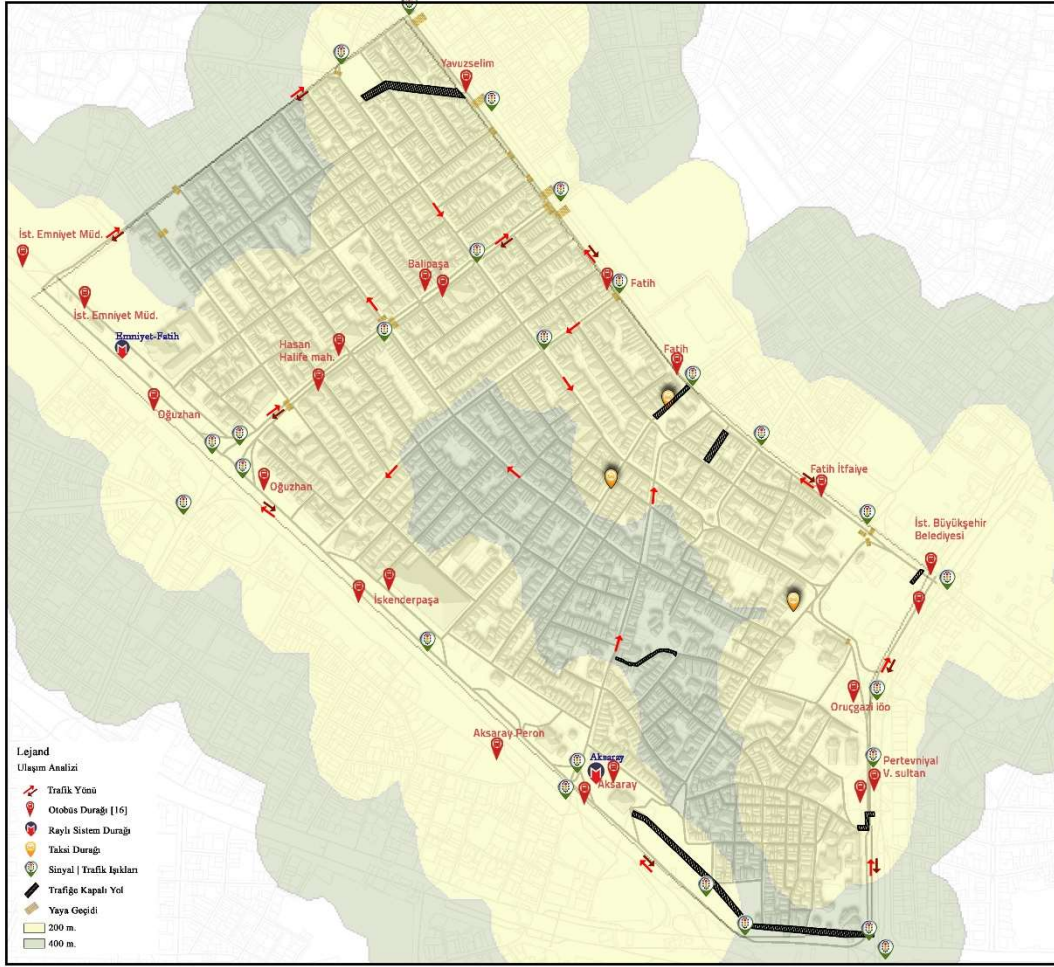 Yavuzselim
İst. Emniyet Müd.
Balipaşa
Fatih
İst. Emniyet Müd.
Emniyet-Fatih
Hasan
Halife mah.
Fatih
Oğuzhan
Fatih İtfaiye
Oğuzhan
İst. Büyükşehir
Belediyesi
İskenderpaşa
Oruçgazi iöo
Aksaray Peron
Aksaray
Aksaray
Pertevniyal
V. sultan
Lejand
Ulaşım Analizi
Trafik Yönü
Otobüs Durağı [16]
Raylı Sistem Durağı
Taksi Durağı
Sinyal | Trafik Işıkları
Trafiğe Kapalı Yol
Yaya Geçidi
200 m.
400 m.